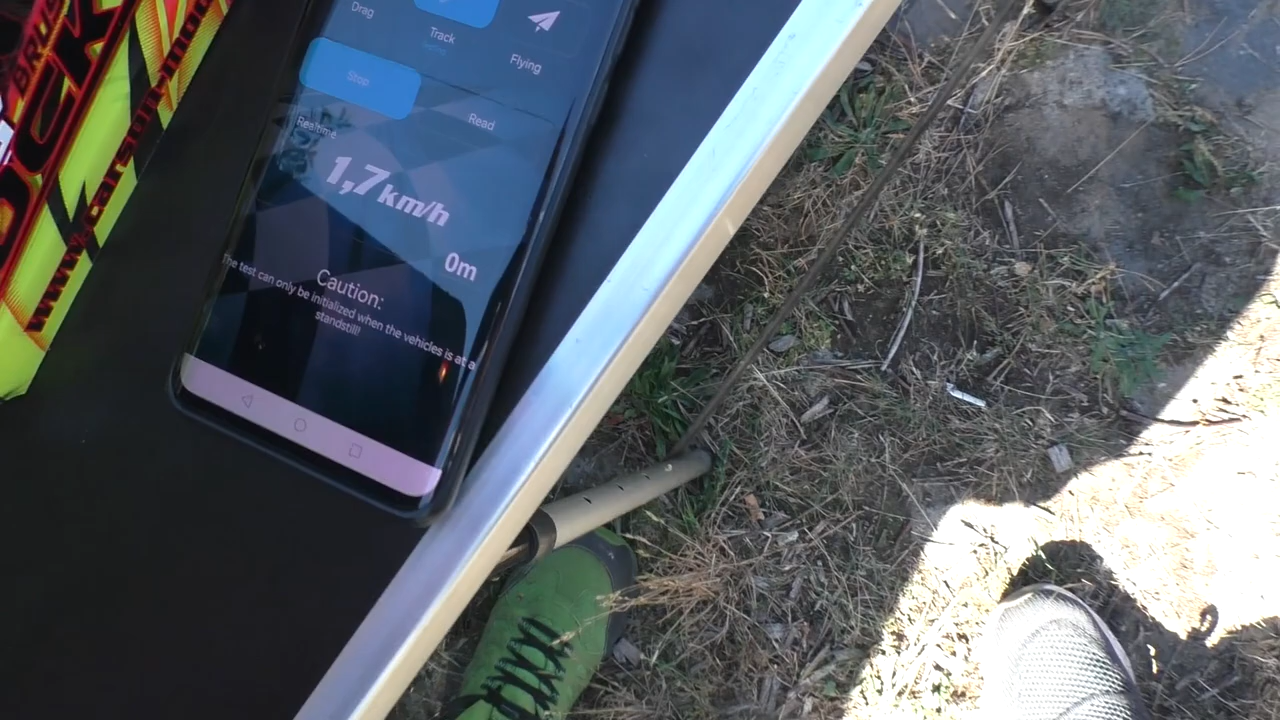 Drag
Track
Flying
Stop
Read
Realtime
1,7 km/h
0m
Caution:
The test can only be initialized when the vehicles is at a
standstill!